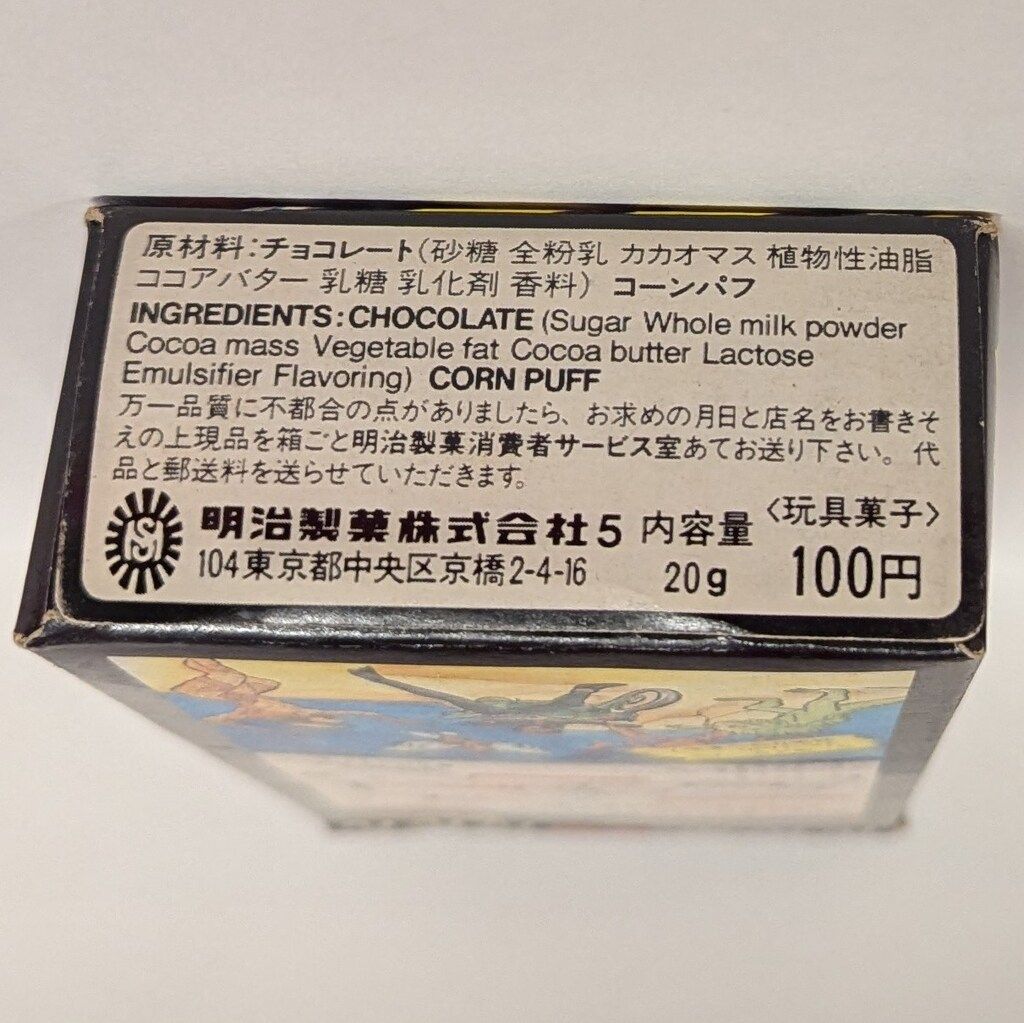 原材料:チョコレート(砂糖 全粉乳 カカオマス 植物性油脂
ココアバター 乳糖 乳化剤 香料) コーンパフ
INGREDIENTS:CHOCOLATE (Sugar Whole milk powder
Cocoa mass Vegetable fat Cocoa butter Lactose
Emulsifier Flavoring) CORN PUFF
万一品質に不都合の点がありましたら、お求めの月日と店名をお書きそ
えの上現品を箱ごと明治製菓消費者サービス室あてお送り下さい。代
品と郵送料を送らせていただきます。
明治製菓株式会社5 内容量 〈玩具菓子〉
104東京都中央区京橋2-4-16 20g 100円